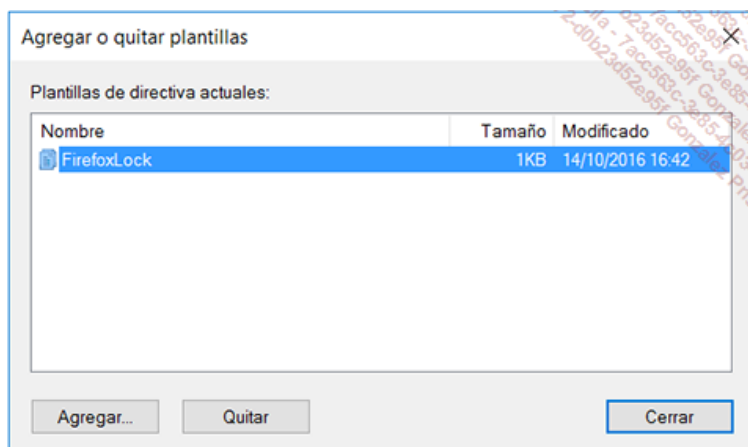 Agregar o quitar plantillas
Plantillas de directiva actuales:
Nombre Tamaño Modificado
FirefoxLock 1KB 14/10/2016 16:42
Agregar... Quitar Cerrar